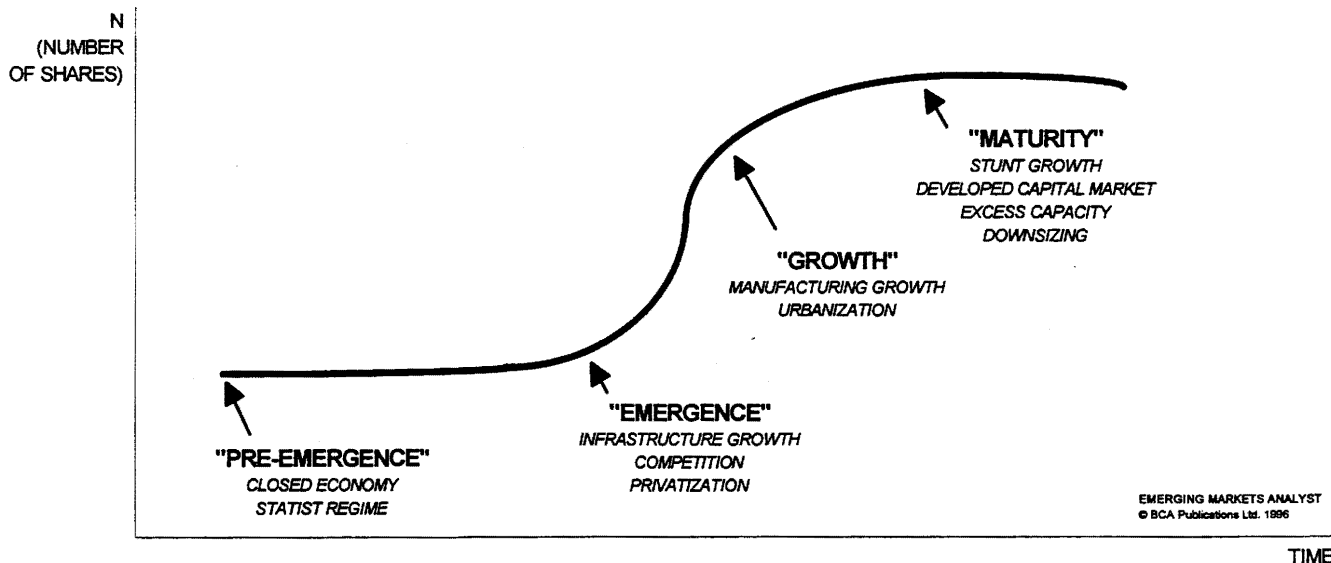 N
(NUMBER
OF SHARES)
"MATURITY"
STUNT GROWTH
DEVELOPED CAPITAL MARKET
EXCESS CAPACITY
DOWNSIZING
"GROWTH"
MANUFACTURING GROWTH
URBANIZATION
"EMERGENCE"
INFRASTRUCTURE GROWTH
COMPETITION
PRIVATIZATION
"PRE-EMERGENCE"
CLOSED ECONOMY
STATIST REGIME
EMERGING MARKETS ANALYST
© BCA Publications Ltd. 1996
TIME